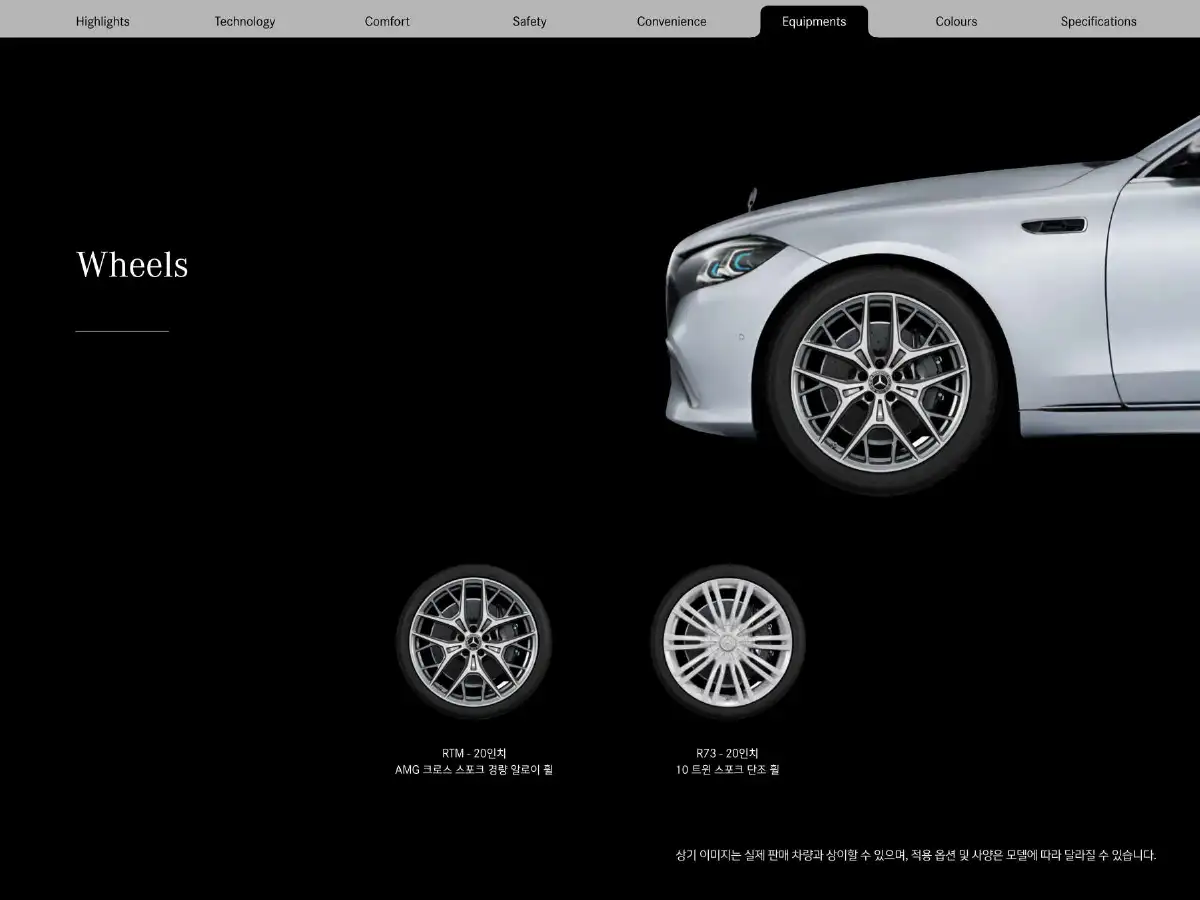 Highlights
Technology
Comfort
Safety
Convenience
Equipments
Colours
Specifications
Wheels
RTM - 20인치
AMG 크로스 스포크 경량 알로이 휠
R73 - 20인치
10 트윈 스포크 단조 휠
상기 이미지는 실제 판매 차량과 상이할 수 있으며, 적용 옵션 및 사양은 모델에 따라 달라질 수 있습니다.